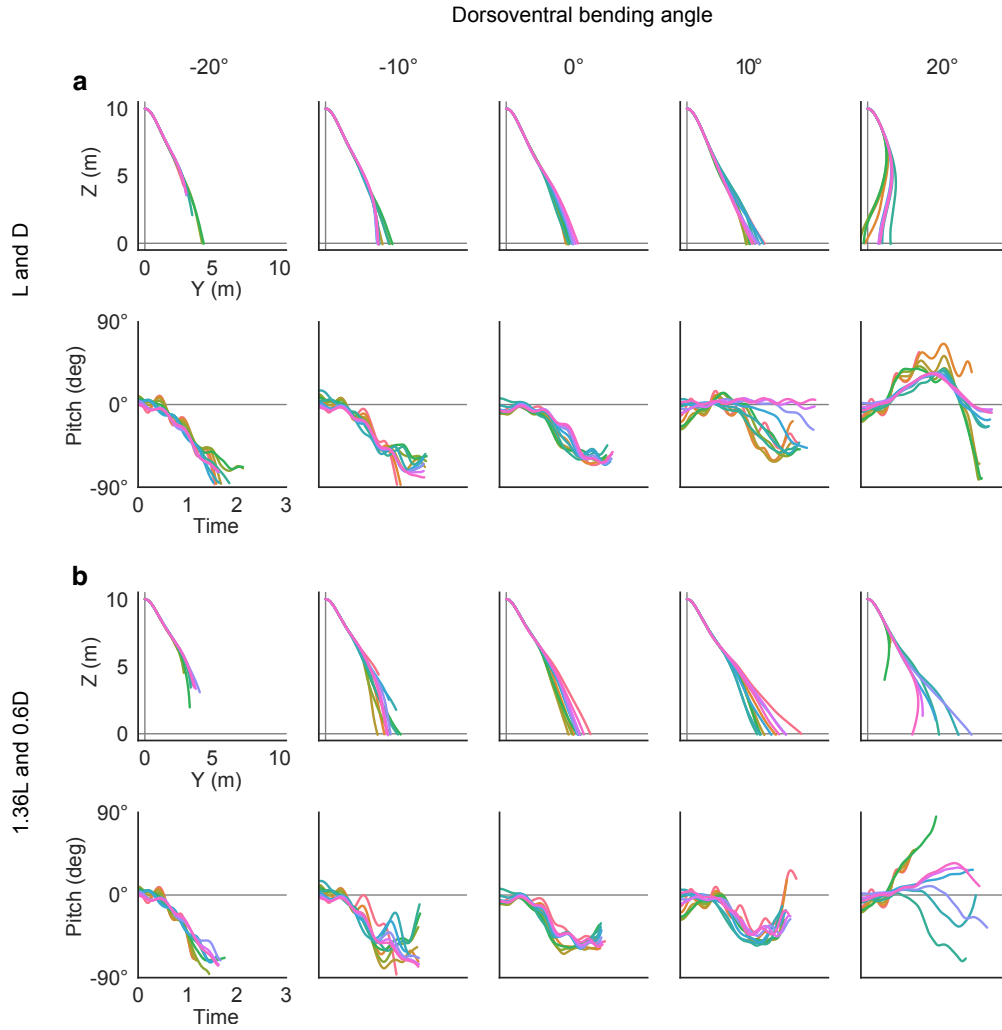 Dorsoventral bending angle
-20° -10° 0° 10° 20°
a
L and D
10
5
0
Z (m)
0 5 10
Y (m)
90°
0°
-90°
Pitch (deg)
0 1 2 3
Time
b
1.36L and 0.6D
10
5
0
Z (m)
0 5 10
Y (m)
90°
0°
-90°
Pitch (deg)
0 1 2 3
Time